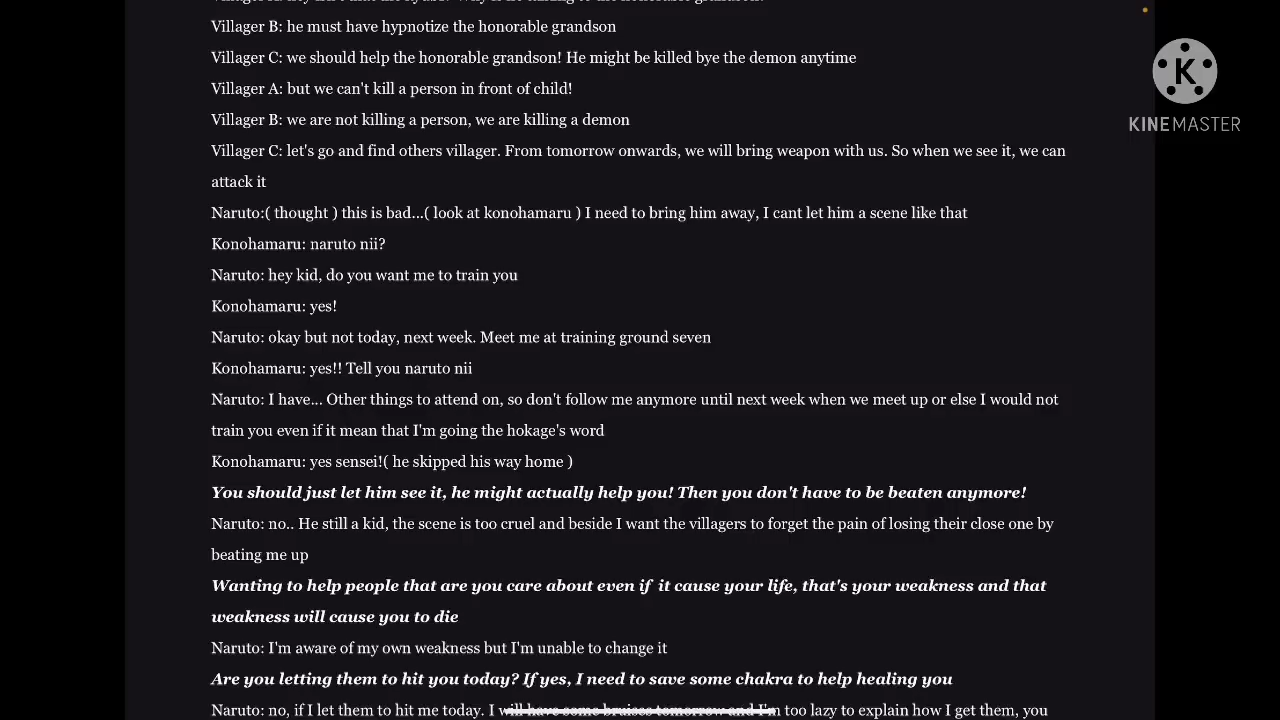 Villager B: he must have hypnotize the honorable grandson
Villager C: we should help the honorable grandson! He might be killed bye the demon anytime
Villager A: but we can't kill a person in front of child!
Villager B: we are not killing a person, we are killing a demon
Villager C: let's go and find others villager. From tomorrow onwards, we will bring weapon with us. So when we see it, we can
attack it
Naruto:( thought ) this is bad...( look at konohamaru ) I need to bring him away, I cant let him a scene like that
Konohamaru: naruto nii?
Naruto: hey kid, do you want me to train you
Konohamaru: yes!
Naruto: okay but not today, next week. Meet me at training ground seven
Konohamaru: yes!! Tell you naruto nii
Naruto: I have... Other things to attend on, so don't follow me anymore until next week when we meet up or else I would not
train you even if it mean that I'm going the hokage's word
Konohamaru: yes sensei!( he skipped his way home )
You should just let him see it, he might actually help you! Then you don't have to be beaten anymore!
Naruto: no.. He still a kid, the scene is too cruel and beside I want the villagers to forget the pain of losing their close one by
beating me up
Wanting to help people that are you care about even if it cause your life, that's your weakness and that
weakness will cause you to die
Naruto: I'm aware of my own weakness but I'm unable to change it
Are you letting them to hit you today? If yes, I need to save some chakra to help healing you
Naruto: no, if I let them to hit me today. I will have some bruises tomorrow and I'm too lazy to explain how I get them, you
K
KINEMASTER